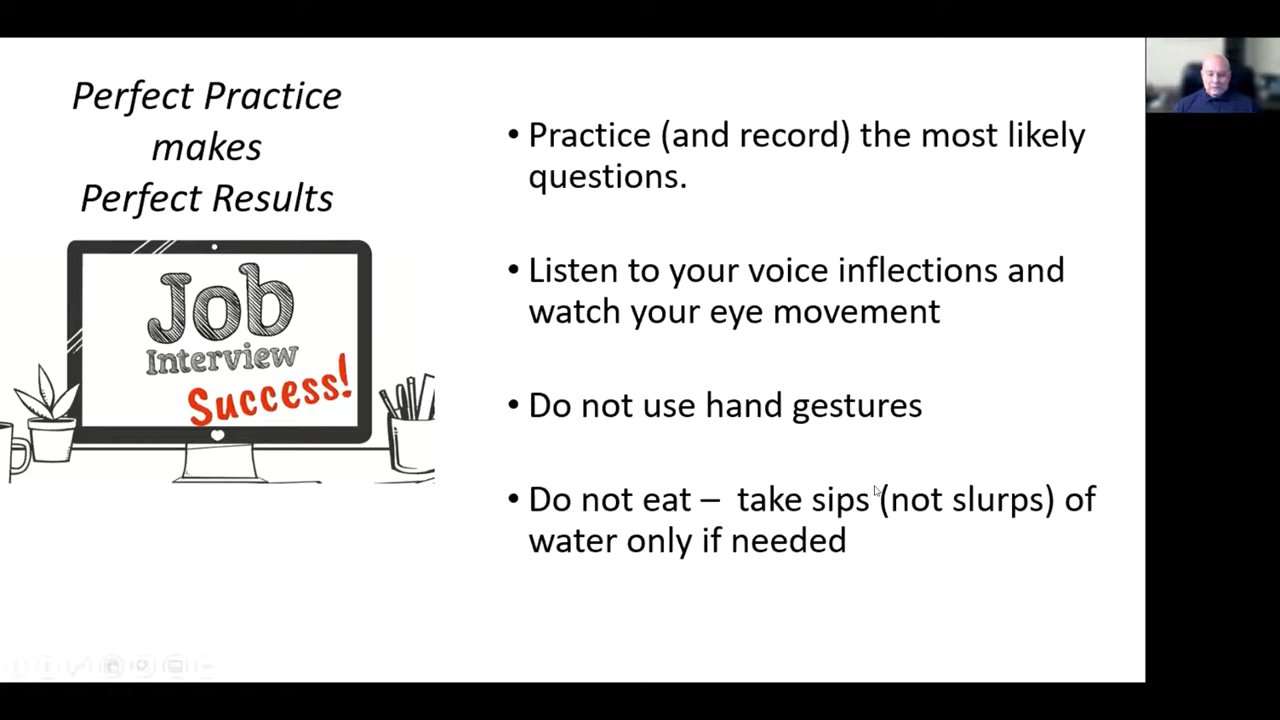 Perfect Practice
makes
Perfect Results
Job
Interview
Success!
• Practice (and record) the most likely
questions.
• Listen to your voice inflections and
watch your eye movement
• Do not use hand gestures
• Do not eat – take sips (not slurps) of
water only if needed